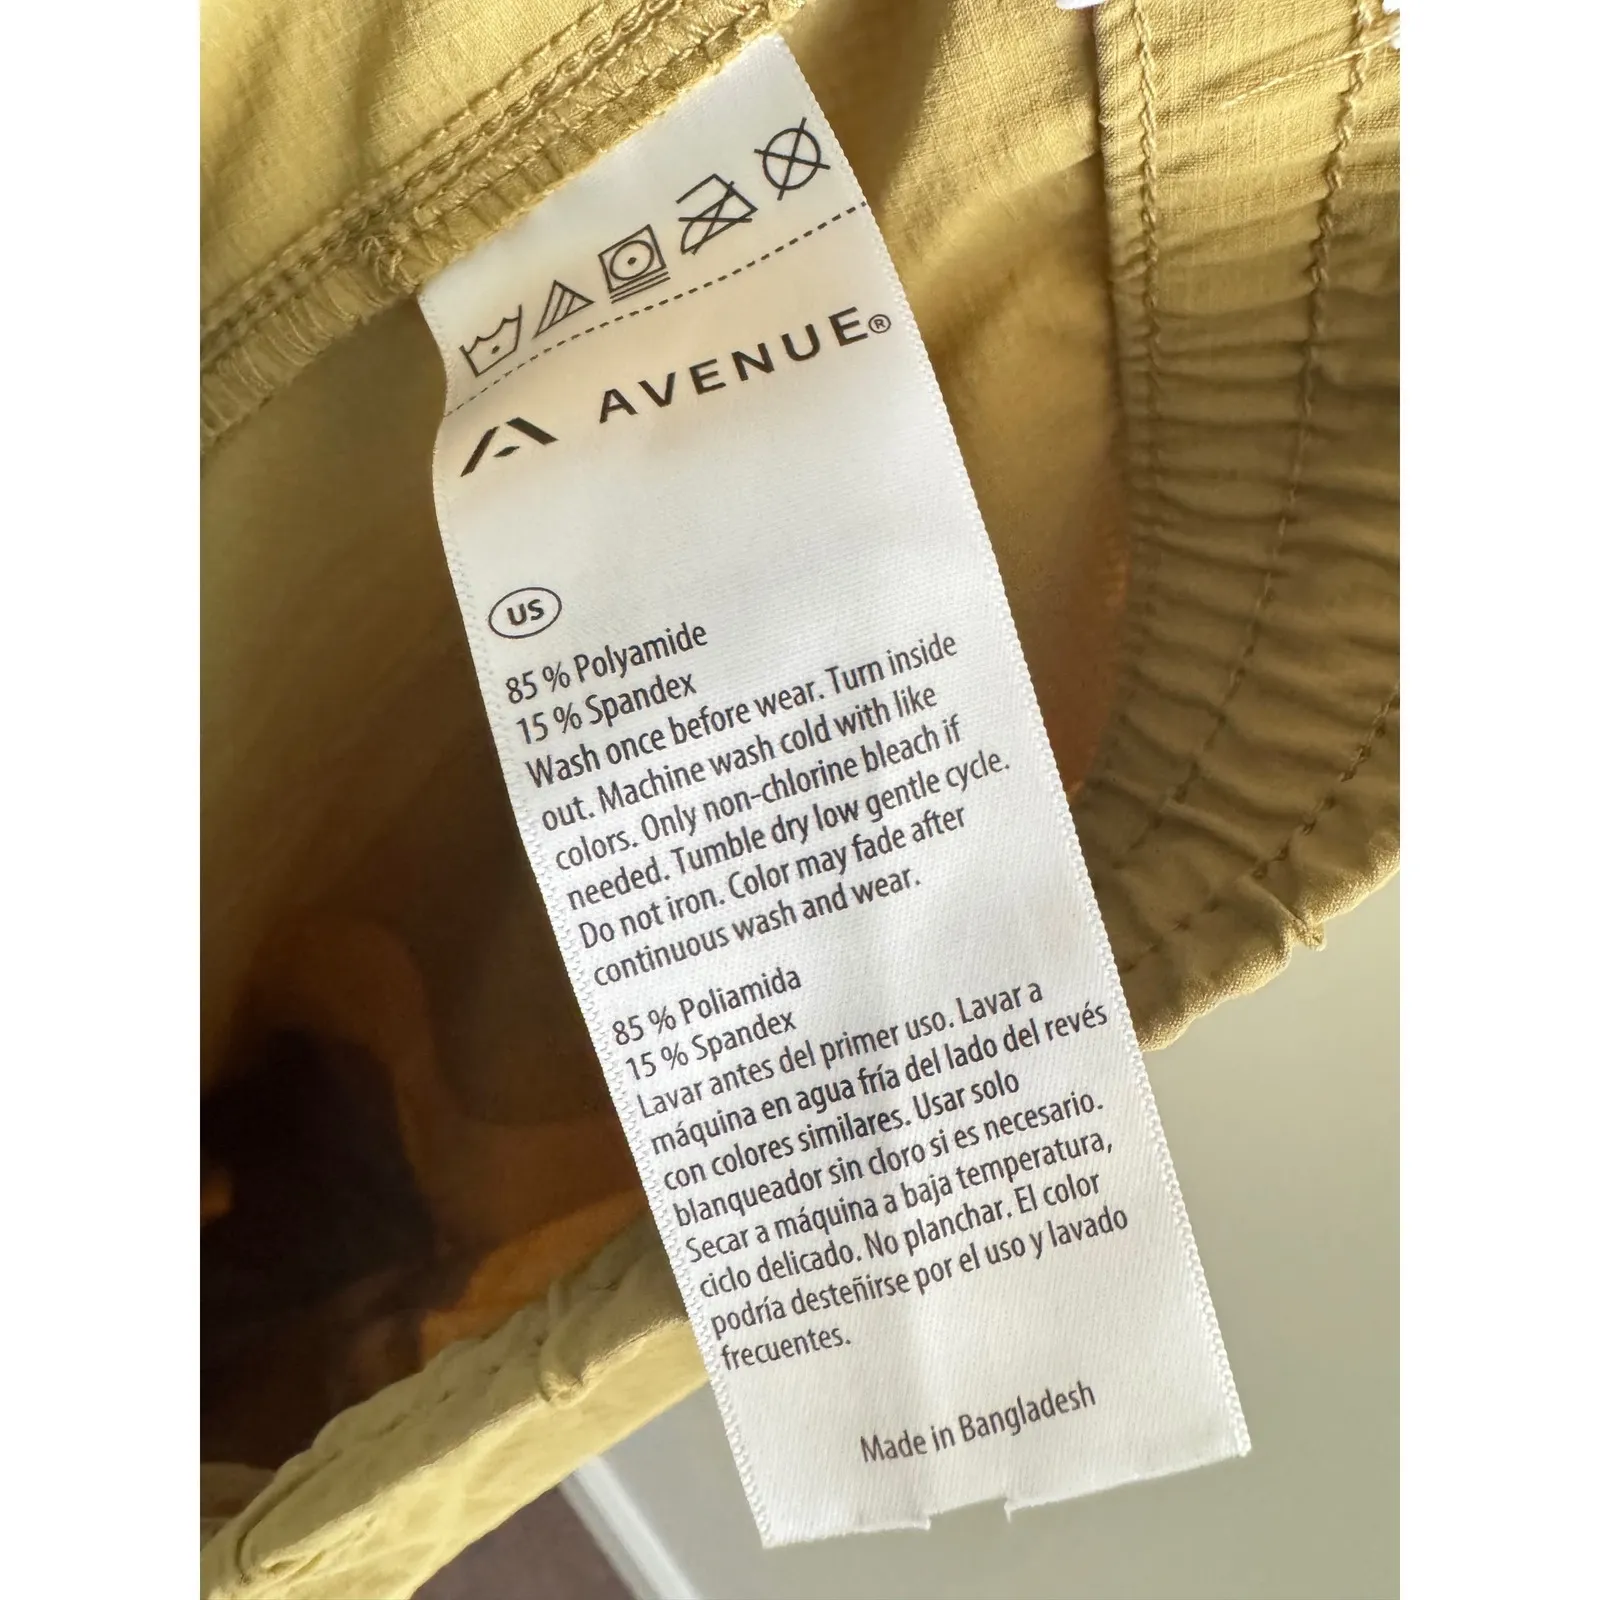 AVENUE®
US
85 % Polyamide
15 % Spandex
Wash once before wear. Turn inside
out. Machine wash cold with like
colors. Only non-chlorine bleach if
needed. Tumble dry low gentle cycle.
Do not iron. Color may fade after
continuous wash and wear.
85 % Poliamida
15 % Spandex
Lavar antes del primer uso. Lavar a
máquina en agua fría del lado del revés
con colores similares. Usar solo
blanqueador sin cloro si es necesario.
Secar a máquina a baja temperatura,
ciclo delicado. No planchar. El color
podría desteñirse por el uso y lavado
frecuentes.
Made in Bangladesh